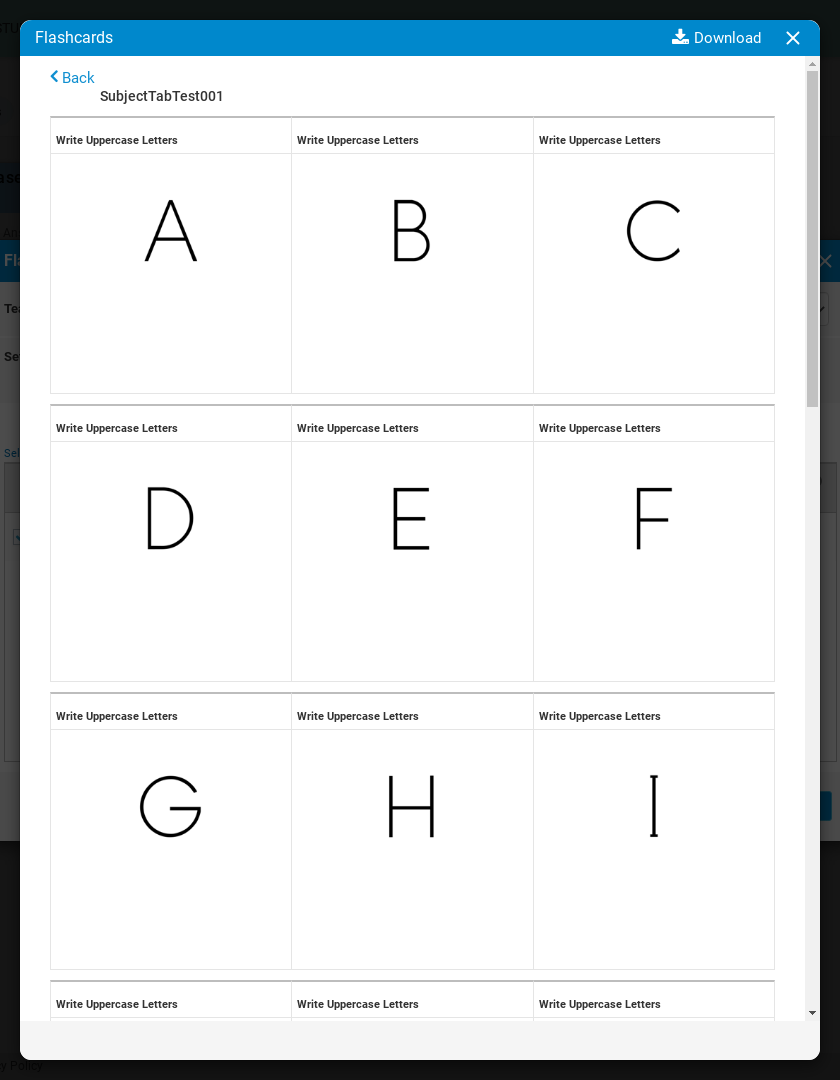 Flashcards Download
Back
SubjectTabTest001
Write Uppercase Letters Write Uppercase Letters Write Uppercase Letters
A B C
Write Uppercase Letters Write Uppercase Letters Write Uppercase Letters
D E F
Write Uppercase Letters Write Uppercase Letters Write Uppercase Letters
G H I
Write Uppercase Letters Write Uppercase Letters Write Uppercase Letters
Policy